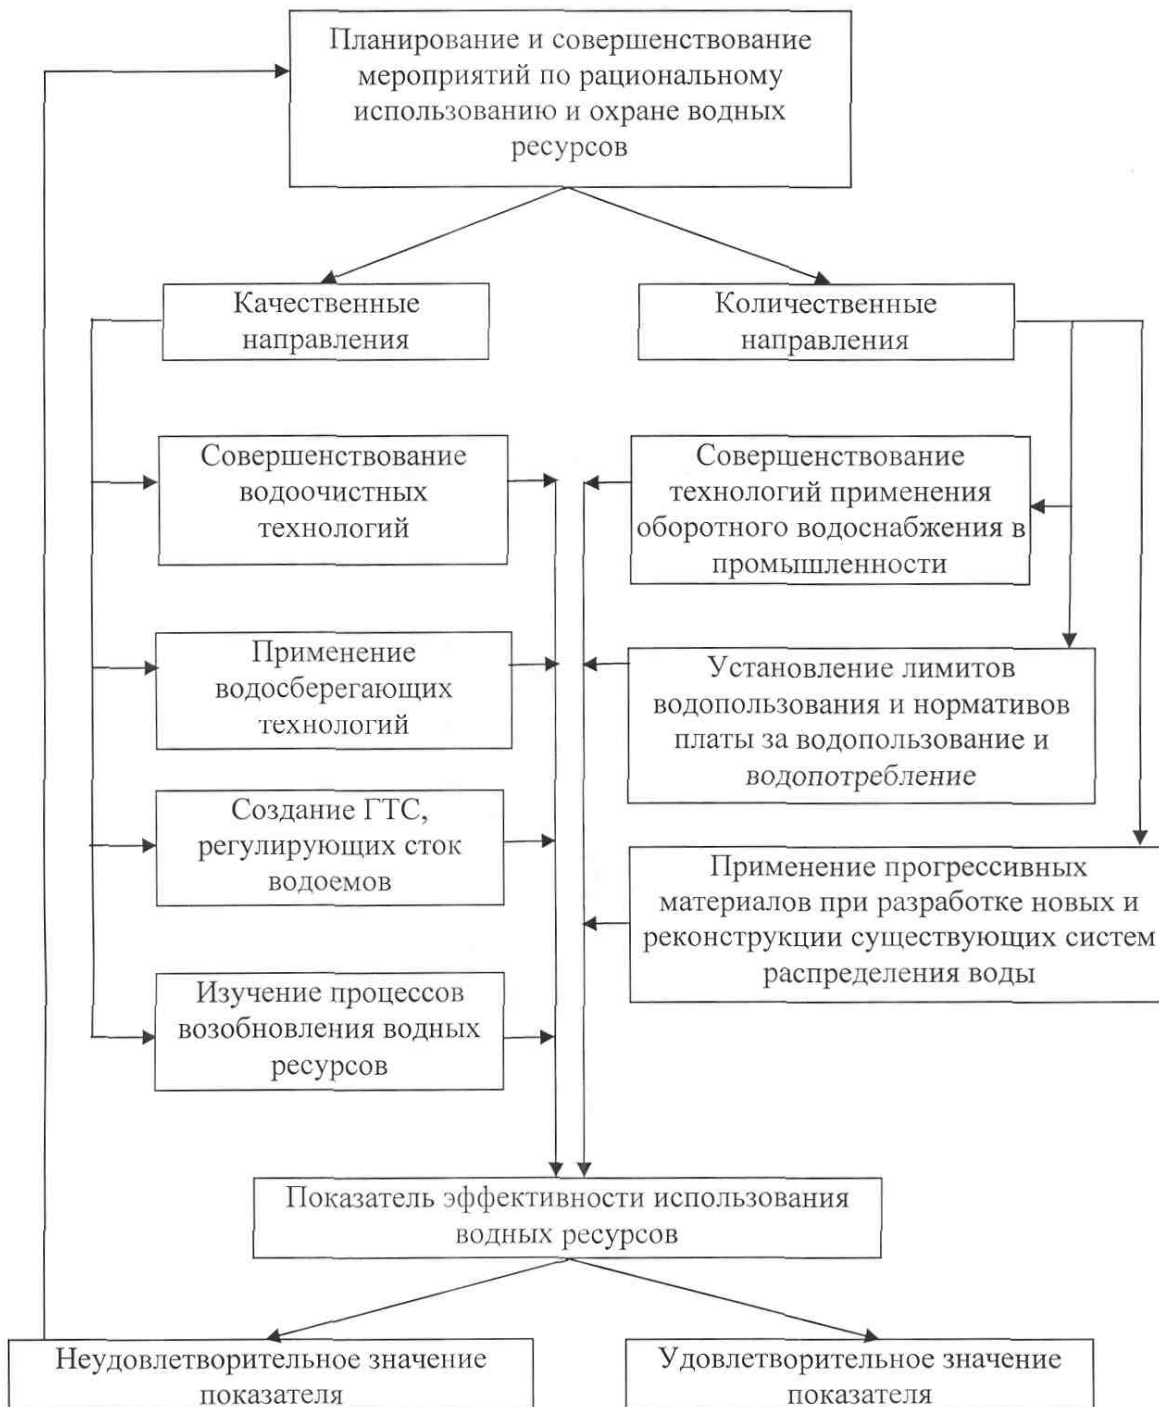 Планирование и совершенствование
мероприятий по рациональному
использованию и охране водных
ресурсов
Качественные
направления
Количественные
направления
Совершенствование
водоочистных
технологий
Совершенствование
технологий применения
оборотного водоснабжения в
промышленности
Применение
водосберегающих
технологий
Установление лимитов
водопользования и нормативов
платы за водопользование и
водопотребление
Создание ГТС,
регулирующих сток
водоемов
Применение прогрессивных
материалов при разработке новых и
реконструкции существующих систем
распределения воды
Изучение процессов
возобновления водных
ресурсов
Показатель эффективности использования
водных ресурсов
Неудовлетворительное значение
показателя
Удовлетворительное значение
показателя